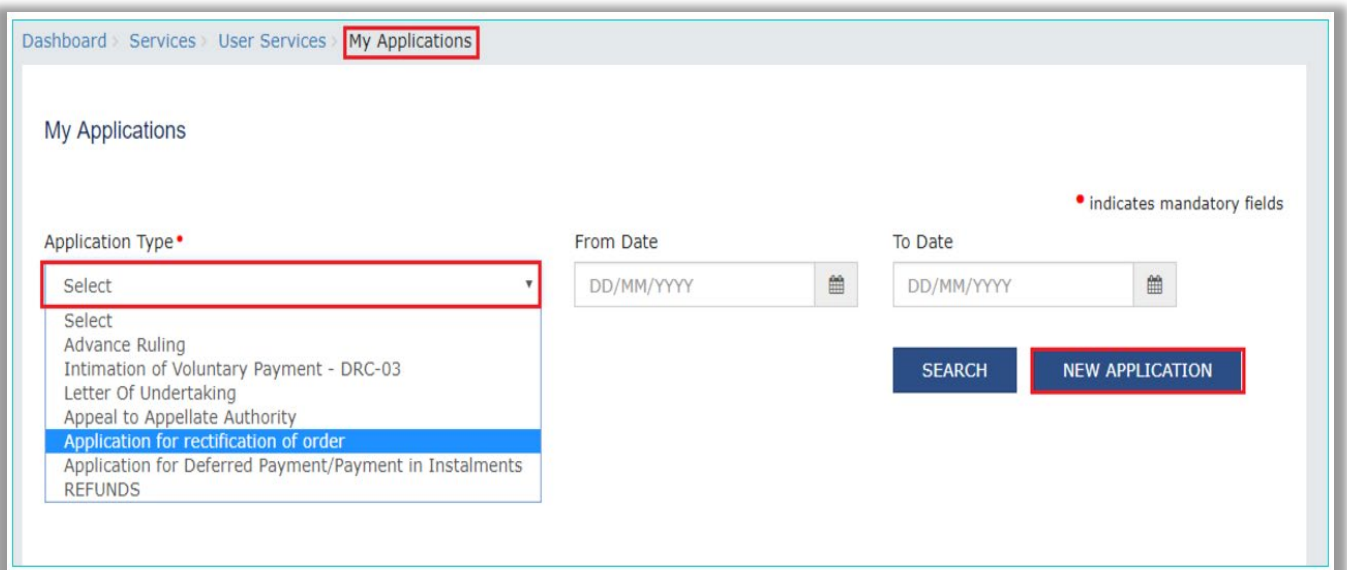 Dashboard > Services > User Services > My Applications
My Applications
• indicates mandatory fields
Application Type •
From Date
To Date
Select
DD/MM/YYYY
DD/MM/YYYY
Select
Advance Ruling
Intimation of Voluntary Payment - DRC-03
Letter Of Undertaking
Appeal to Appellate Authority
Application for rectification of order
Application for Deferred Payment/Payment in Instalments
REFUNDS
SEARCH
NEW APPLICATION